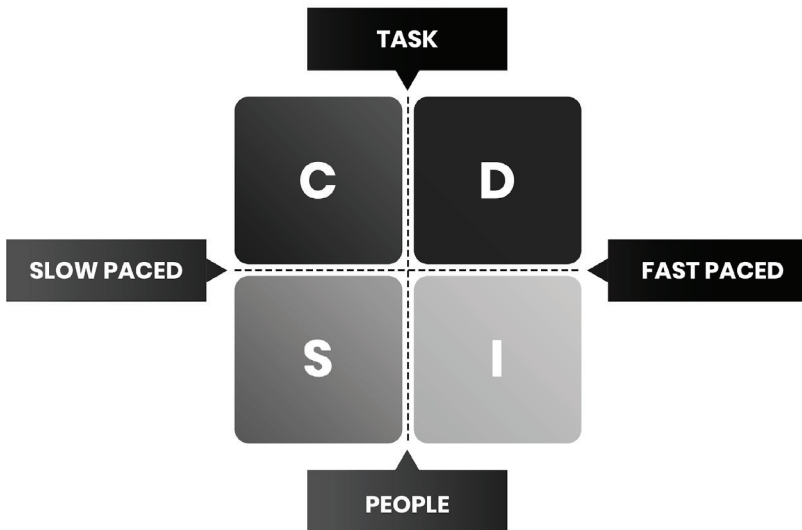 TASK
C
D
SLOW PACED
FAST PACED
S
I
PEOPLE